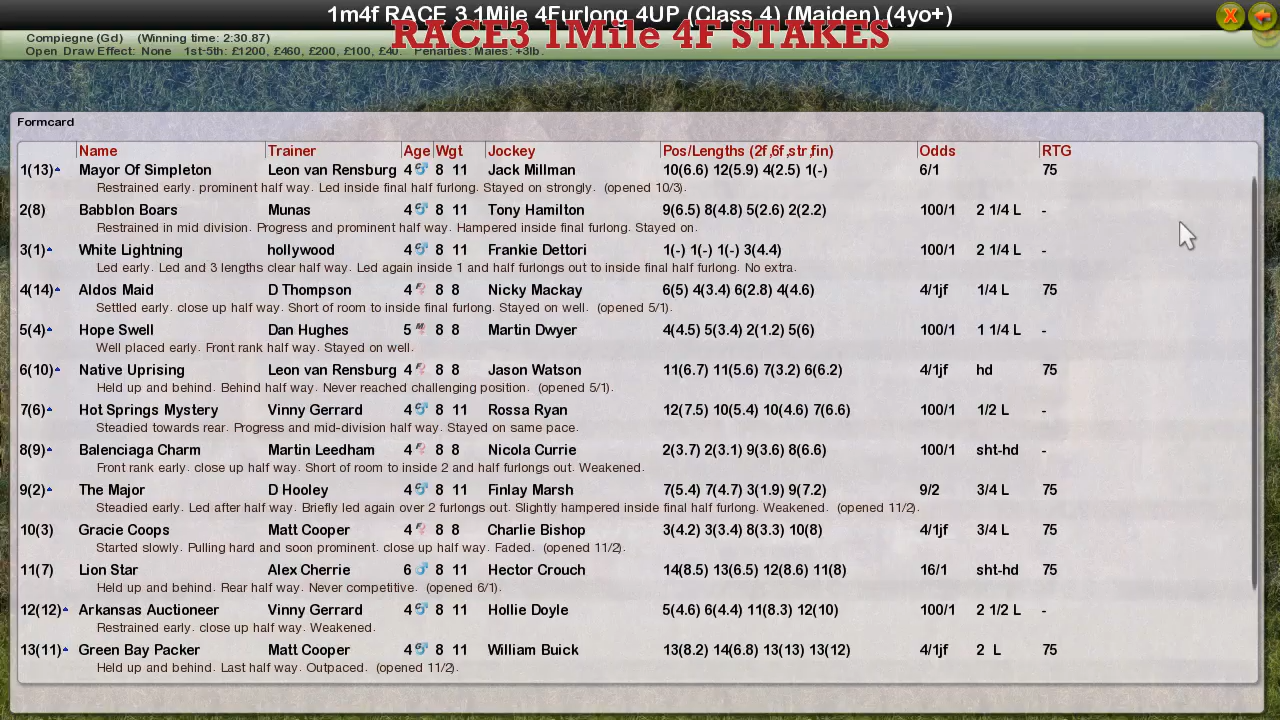 1m4f RACE 3 1Mile 4Furlong 4UP (Class 4) (Maiden) (4yo+)
RACE3 1Mile 4F STAKES
Compiegne (Gd) (Winning time: 2:30.87)
Open Draw Effect: None 1st-5th: £1200, £460, £200, £100, £40. Penalties: Males: +3lb.
Formcard
Name Trainer Age Wgt Jockey Pos/Lengths (2f,6f,str,fin) Odds RTG
1(13) Mayor Of Simpleton Leon van Rensburg 4 8 11 Jack Millman 10(6.6) 12(5.9) 4(2.5) 1(-) 6/1 75
Restrained early. prominent half way. Led inside final half furlong. Stayed on strongly. (opened 10/3).
2(8) Babblon Boars Munas 4 8 11 Tony Hamilton 9(6.5) 8(4.8) 5(2.6) 2(2.2) 100/1 2 1/4 L -
Restrained in mid division. Progress and prominent half way. Hampered inside final furlong. Stayed on.
3(1) White Lightning hollywood 4 8 11 Frankie Dettori 1(-) 1(-) 1(-) 3(4.4) 100/1 2 1/4 L -
Led early. Led and 3 lengths clear half way. Led again inside 1 and half furlongs out to inside final half furlong. No extra.
4(14) Aldos Maid D Thompson 4 8 8 Nicky Mackay 6(5) 4(3.4) 6(2.8) 4(4.6) 4/1jf 1/4 L 75
Settled early. close up half way. Short of room to inside final furlong. Stayed on well. (opened 5/1).
5(4) Hope Swell Dan Hughes 5 8 8 Martin Dwyer 4(4.5) 5(3.4) 2(1.2) 5(6) 100/1 1 1/4 L -
Well placed early. Front rank half way. Stayed on well.
6(10) Native Uprising Leon van Rensburg 4 8 8 Jason Watson 11(6.7) 11(5.6) 7(3.2) 6(6.2) 4/1jf hd 75
Held up and behind. Behind half way. Never reached challenging position. (opened 5/1).
7(6) Hot Springs Mystery Vinny Gerrard 4 8 11 Rossa Ryan 12(7.5) 10(5.4) 10(4.6) 7(6.6) 100/1 1/2 L -
Steadied towards rear. Progress and mid-division half way. Stayed on same pace.
8(9) Balenciaga Charm Martin Leedham 4 8 8 Nicola Currie 2(3.7) 2(3.1) 9(3.6) 8(6.6) 100/1 sht-hd -
Front rank early. close up half way. Short of room to inside 2 and half furlongs out. Weakened.
9(2) The Major D Hooley 4 8 11 Finlay Marsh 7(5.4) 7(4.7) 3(1.9) 9(7.2) 9/2 3/4 L 75
Steadied early. Led after half way. Briefly led again over 2 furlongs out. Slightly hampered inside final half furlong. Weakened. (opened 11/2).
10(3) Gracie Coops Matt Cooper 4 8 8 Charlie Bishop 3(4.2) 3(3.4) 8(3.3) 10(8) 4/1jf 3/4 L 75
Started slowly. Pulling hard and soon prominent. close up half way. Faded. (opened 11/2).
11(7) Lion Star Alex Cherrie 6 8 11 Hector Crouch 14(8.5) 13(6.5) 12(8.6) 11(8) 16/1 sht-hd 75
Held up and behind. Rear half way. Never competitive. (opened 6/1).
12(12) Arkansas Auctioneer Vinny Gerrard 4 8 11 Hollie Doyle 5(4.6) 6(4.4) 11(8.3) 12(10) 100/1 2 1/2 L -
Restrained early. close up half way. Weakened.
13(11) Green Bay Packer Matt Cooper 4 8 11 William Buick 13(8.2) 14(6.8) 13(13) 13(12) 4/1jf 2 L 75
Held up and behind. Last half way. Outpaced. (opened 11/2).